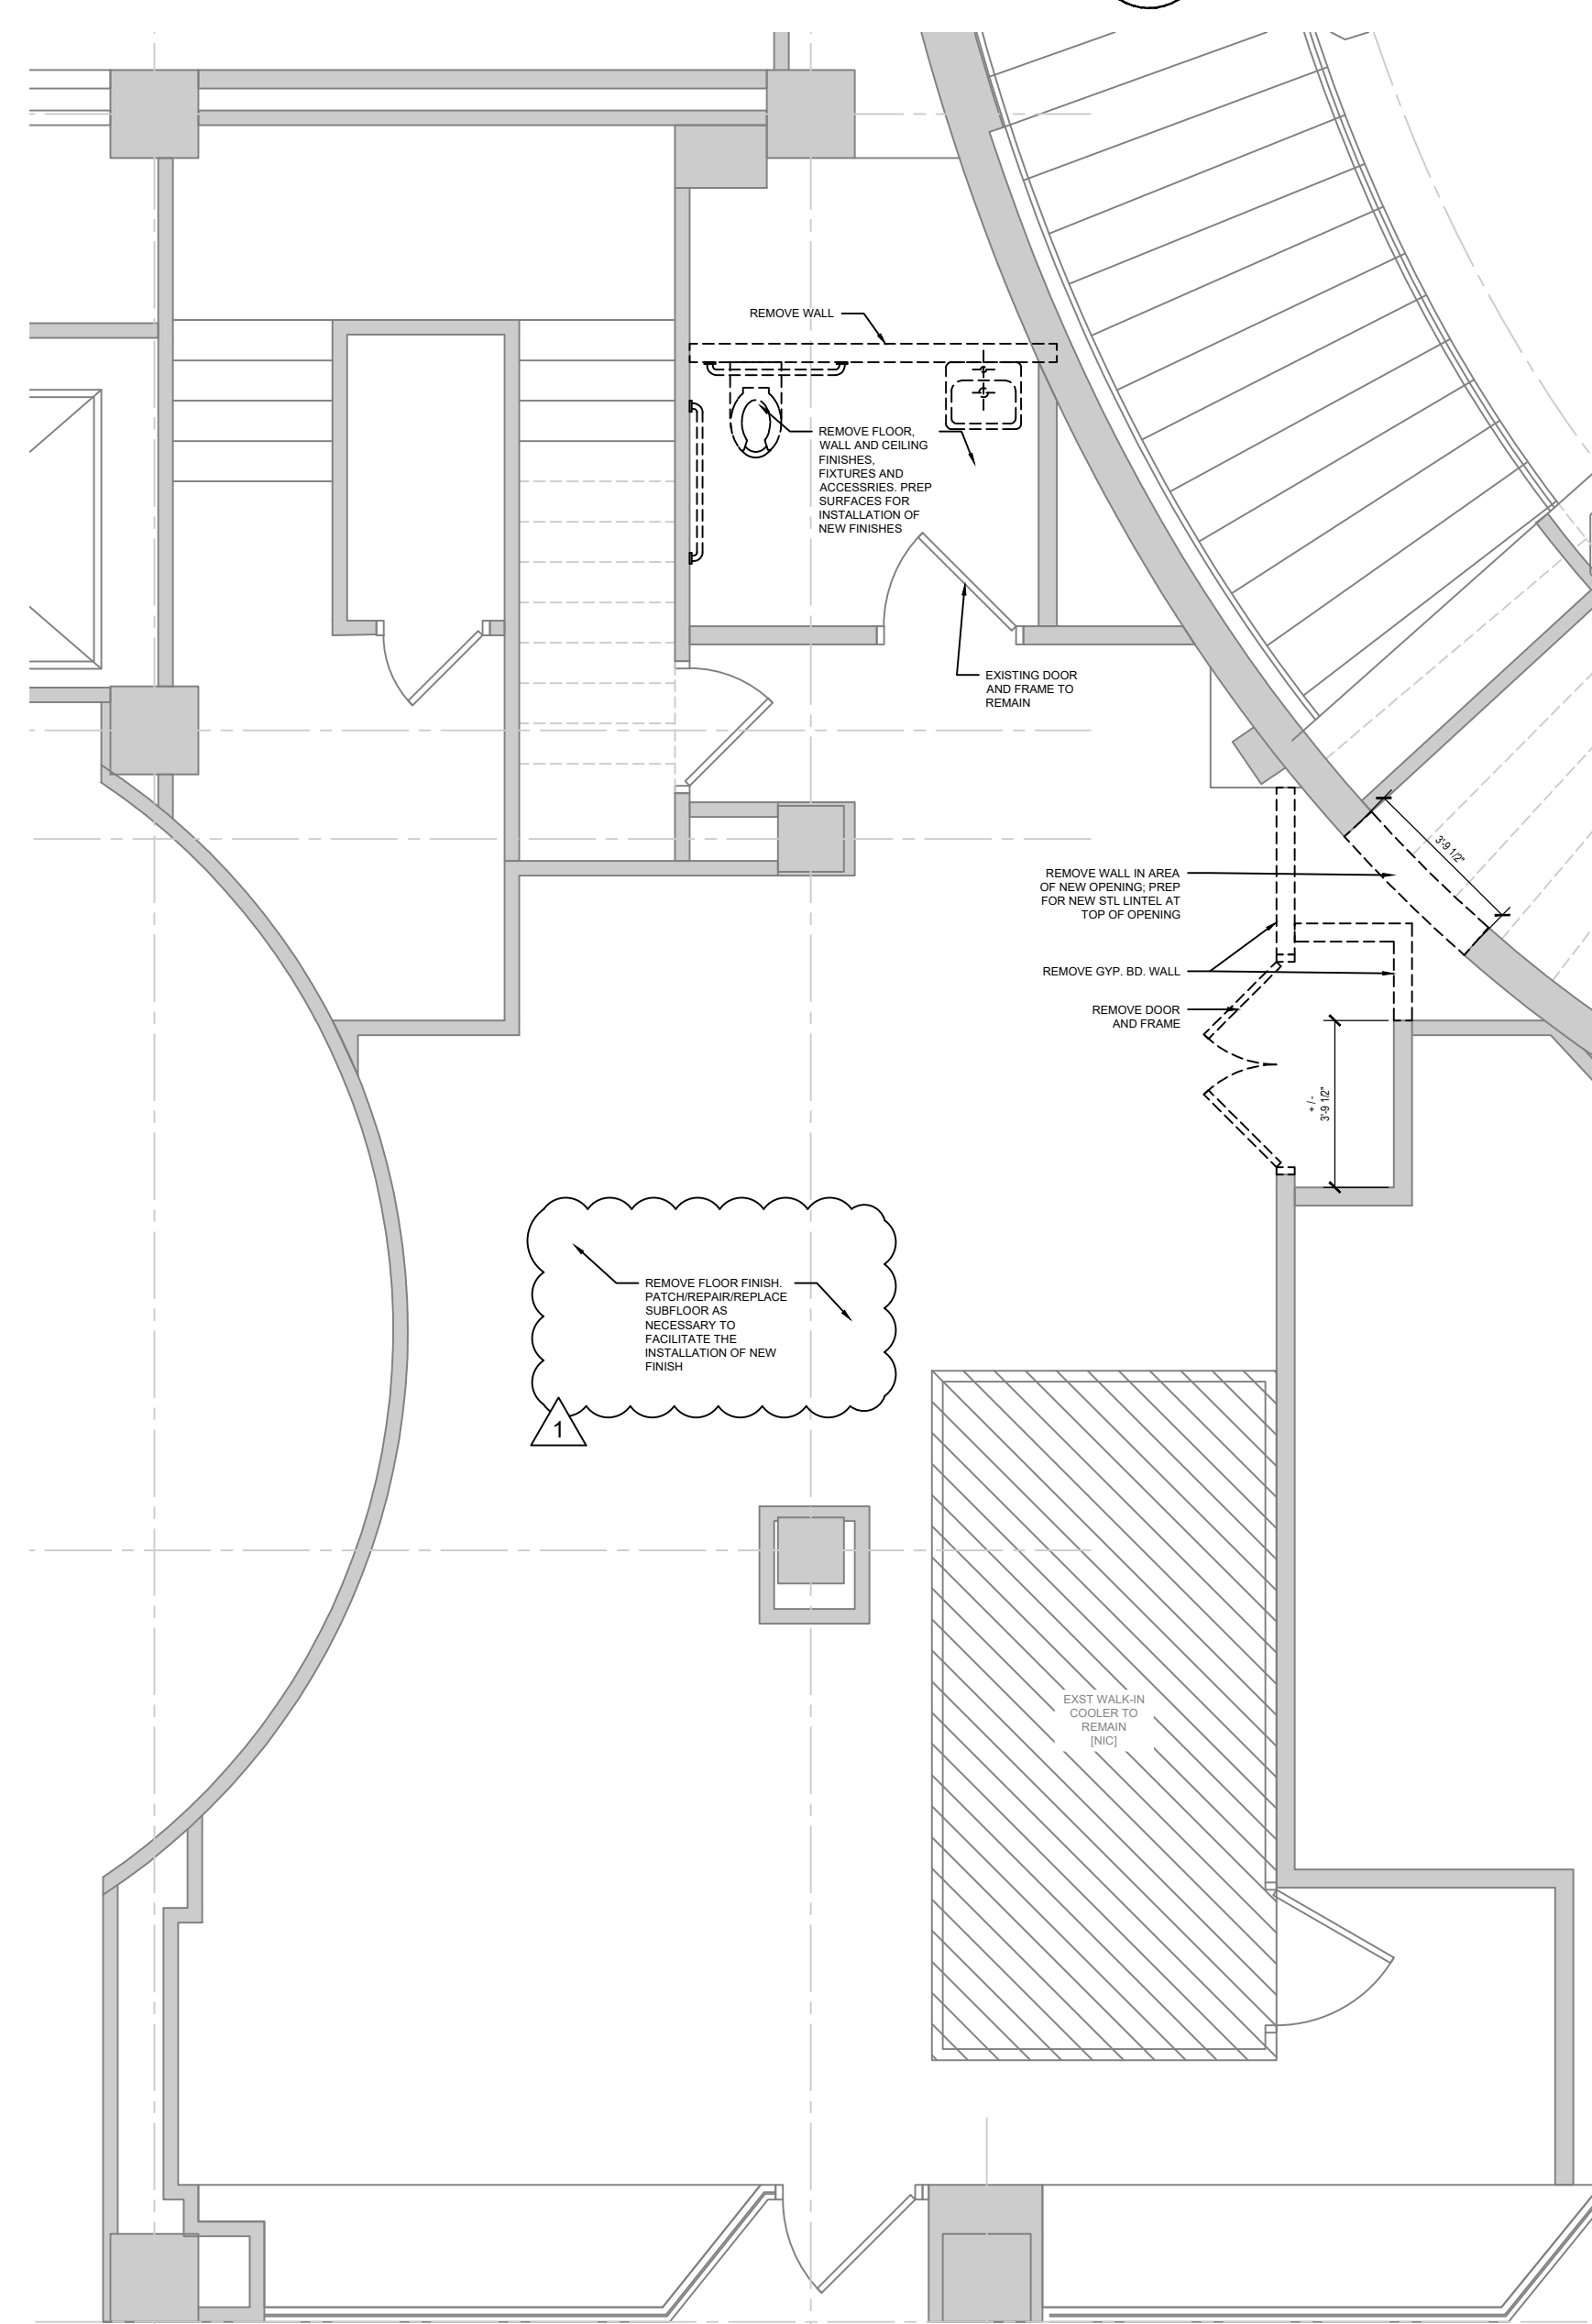 REMOVE WALL
REMOVE FLOOR,
WALL AND CEILING
FINISHES,
FIXTURES AND
ACCESSRIES. PREP
SURFACES FOR
INSTALLATION OF
NEW FINISHES
EXISTING DOOR
AND FRAME TO
REMAIN
3'-9 1/2"
REMOVE WALL IN AREA
OF NEW OPENING; PREP
FOR NEW STL LINTEL AT
TOP OF OPENING
REMOVE GYP. BD. WALL
REMOVE DOOR
AND FRAME
+ / -
3'-9 1/2"
REMOVE FLOOR FINISH.
PATCH/REPAIR/REPLACE
SUBFLOOR AS
NECESSARY TO
FACILITATE THE
INSTALLATION OF NEW
FINISH
1
EXST WALK-IN
COOLER TO
REMAIN
[NIC]